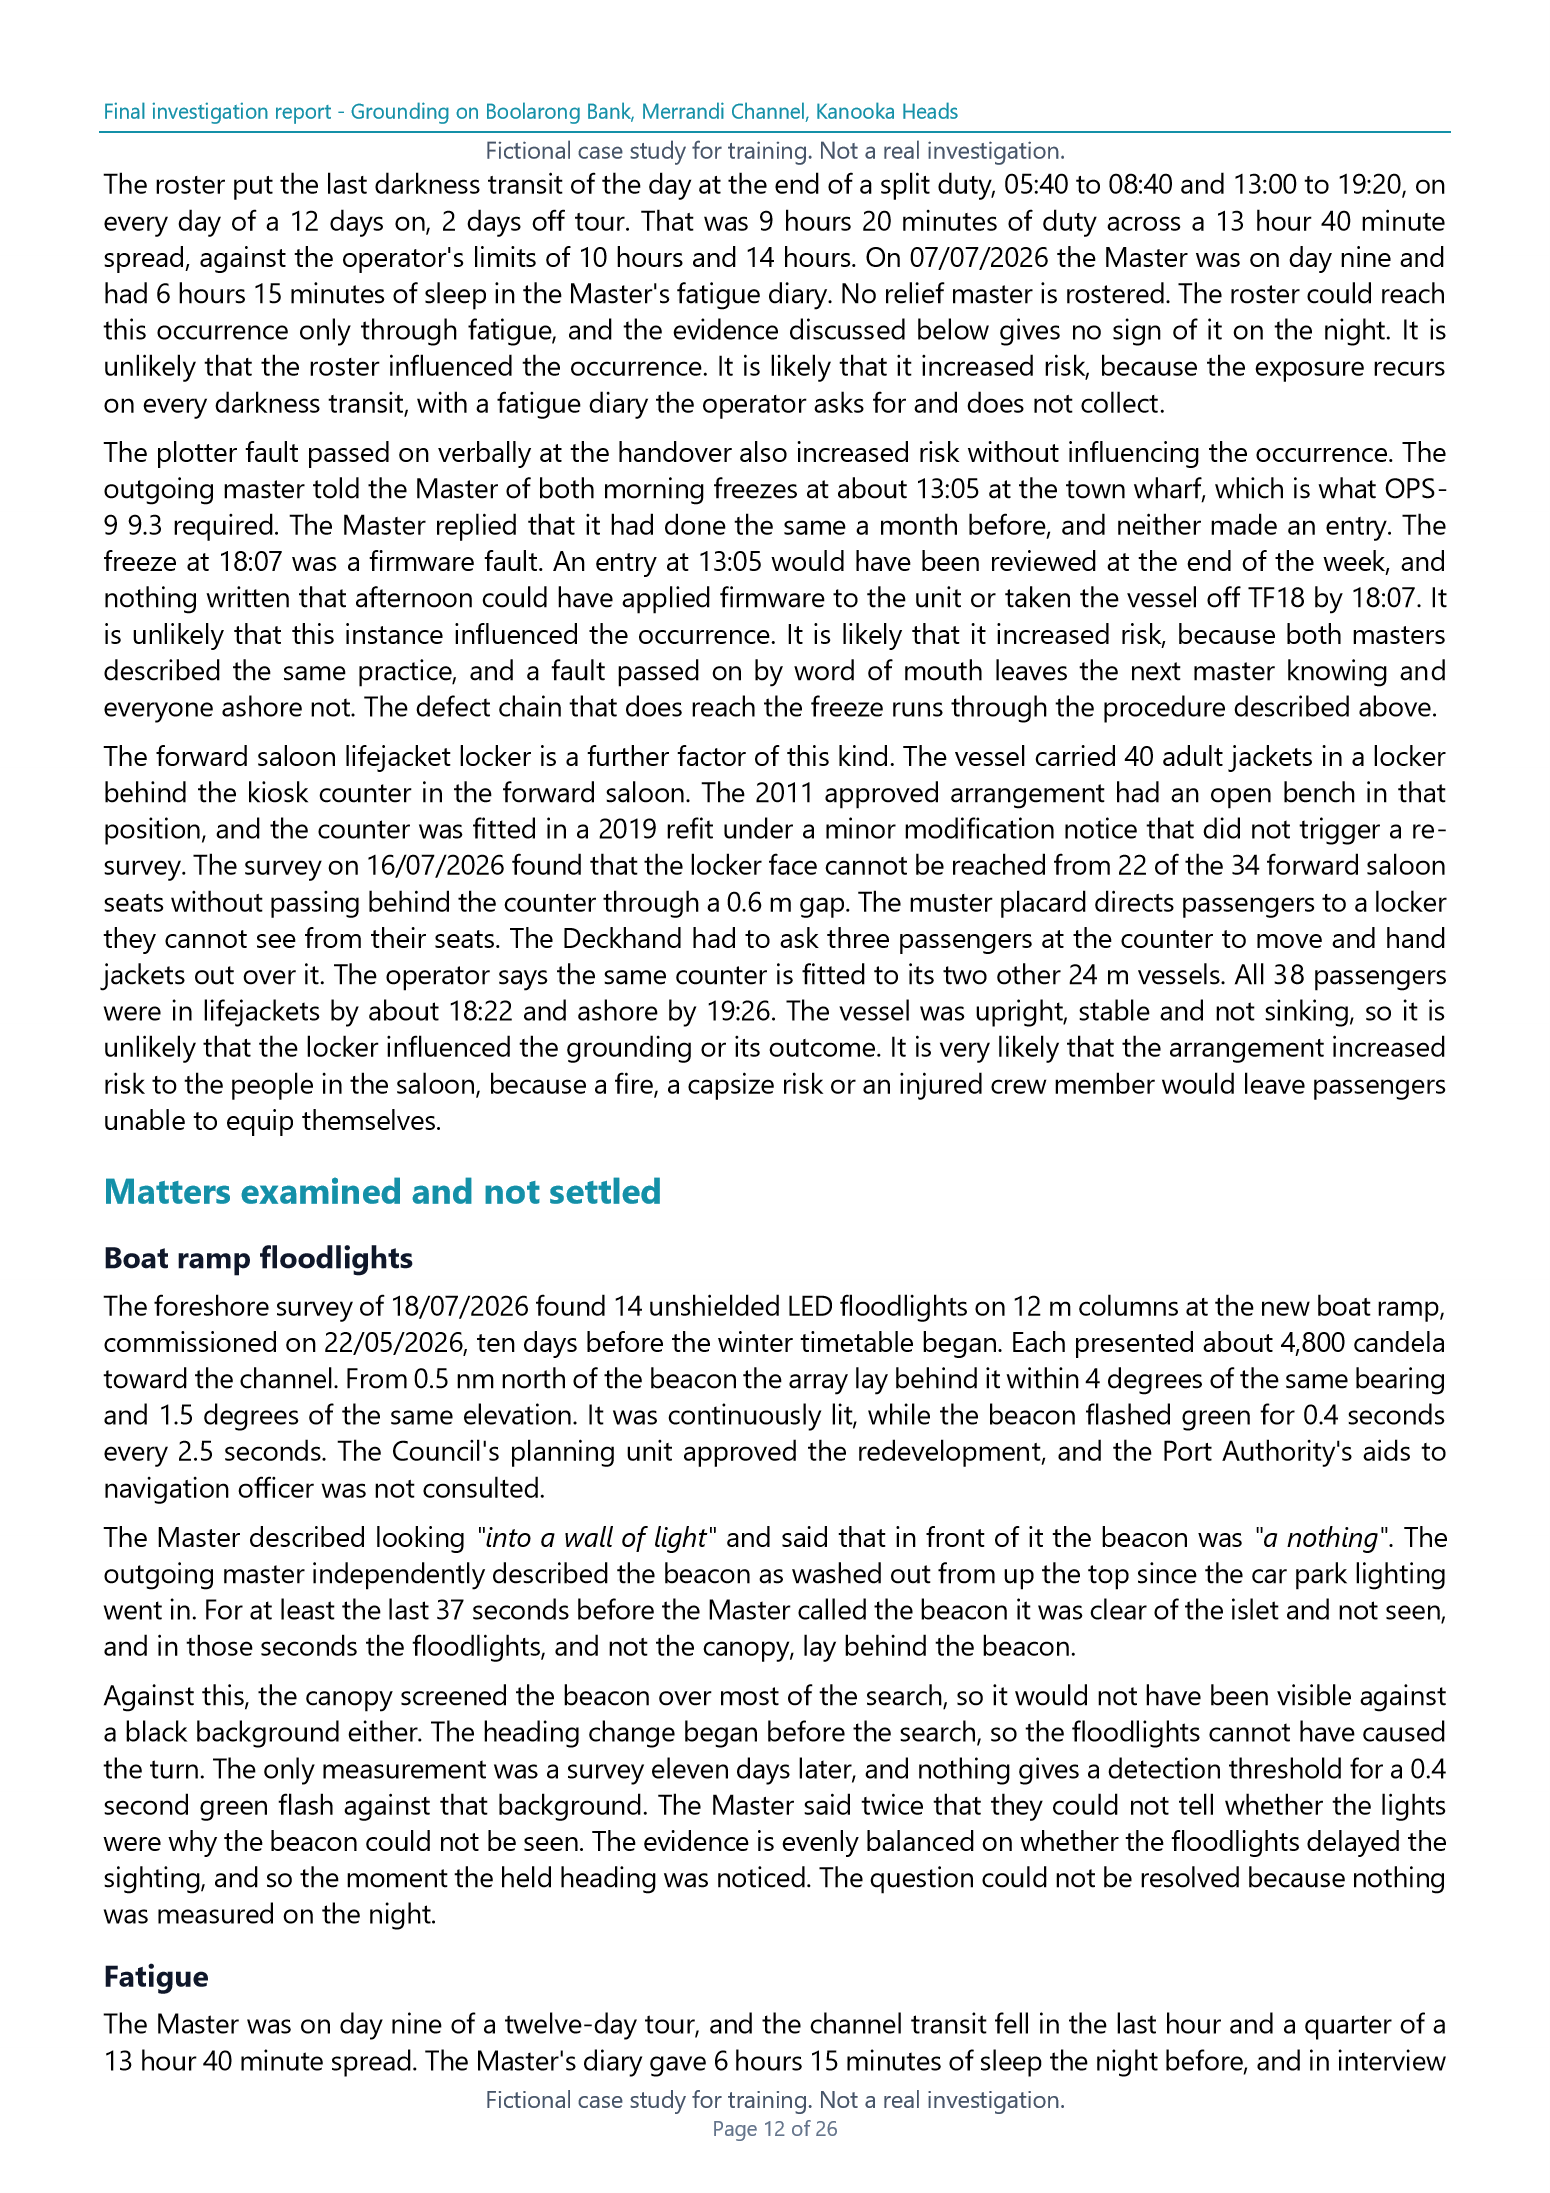 Final investigation report - Grounding on Boolarong Bank, Merrandi Channel, Kanooka Heads
Fictional case study for training. Not a real investigation.
The roster put the last darkness transit of the day at the end of a split duty, 05:40 to 08:40 and 13:00 to 19:20, on
every day of a 12 days on, 2 days off tour. That was 9 hours 20 minutes of duty across a 13 hour 40 minute
spread, against the operator's limits of 10 hours and 14 hours. On 07/07/2026 the Master was on day nine and
had 6 hours 15 minutes of sleep in the Master's fatigue diary. No relief master is rostered. The roster could reach
this occurrence only through fatigue, and the evidence discussed below gives no sign of it on the night. It is
unlikely that the roster influenced the occurrence. It is likely that it increased risk, because the exposure recurs
on every darkness transit, with a fatigue diary the operator asks for and does not collect.
The plotter fault passed on verbally at the handover also increased risk without influencing the occurrence. The
outgoing master told the Master of both morning freezes at about 13:05 at the town wharf, which is what OPS-
9 9.3 required. The Master replied that it had done the same a month before, and neither made an entry. The
freeze at 18:07 was a firmware fault. An entry at 13:05 would have been reviewed at the end of the week, and
nothing written that afternoon could have applied firmware to the unit or taken the vessel off TF18 by 18:07. It
is unlikely that this instance influenced the occurrence. It is likely that it increased risk, because both masters
described the same practice, and a fault passed on by word of mouth leaves the next master knowing and
everyone ashore not. The defect chain that does reach the freeze runs through the procedure described above.
The forward saloon lifejacket locker is a further factor of this kind. The vessel carried 40 adult jackets in a locker
behind the kiosk counter in the forward saloon. The 2011 approved arrangement had an open bench in that
position, and the counter was fitted in a 2019 refit under a minor modification notice that did not trigger a re-
survey. The survey on 16/07/2026 found that the locker face cannot be reached from 22 of the 34 forward saloon
seats without passing behind the counter through a 0.6 m gap. The muster placard directs passengers to a locker
they cannot see from their seats. The Deckhand had to ask three passengers at the counter to move and hand
jackets out over it. The operator says the same counter is fitted to its two other 24 m vessels. All 38 passengers
were in lifejackets by about 18:22 and ashore by 19:26. The vessel was upright, stable and not sinking, so it is
unlikely that the locker influenced the grounding or its outcome. It is very likely that the arrangement increased
risk to the people in the saloon, because a fire, a capsize risk or an injured crew member would leave passengers
unable to equip themselves.
Matters examined and not settled
Boat ramp floodlights
The foreshore survey of 18/07/2026 found 14 unshielded LED floodlights on 12 m columns at the new boat ramp,
commissioned on 22/05/2026, ten days before the winter timetable began. Each presented about 4,800 candela
toward the channel. From 0.5 nm north of the beacon the array lay behind it within 4 degrees of the same bearing
and 1.5 degrees of the same elevation. It was continuously lit, while the beacon flashed green for 0.4 seconds
every 2.5 seconds. The Council's planning unit approved the redevelopment, and the Port Authority's aids to
navigation officer was not consulted.
The Master described looking "into a wall of light" and said that in front of it the beacon was "a nothing". The
outgoing master independently described the beacon as washed out from up the top since the car park lighting
went in. For at least the last 37 seconds before the Master called the beacon it was clear of the islet and not seen,
and in those seconds the floodlights, and not the canopy, lay behind the beacon.
Against this, the canopy screened the beacon over most of the search, so it would not have been visible against
a black background either. The heading change began before the search, so the floodlights cannot have caused
the turn. The only measurement was a survey eleven days later, and nothing gives a detection threshold for a 0.4
second green flash against that background. The Master said twice that they could not tell whether the lights
were why the beacon could not be seen. The evidence is evenly balanced on whether the floodlights delayed the
sighting, and so the moment the held heading was noticed. The question could not be resolved because nothing
was measured on the night.
Fatigue
The Master was on day nine of a twelve-day tour, and the channel transit fell in the last hour and a quarter of a
13 hour 40 minute spread. The Master's diary gave 6 hours 15 minutes of sleep the night before, and in interview
Fictional case study for training. Not a real investigation.
Page 12 of 26